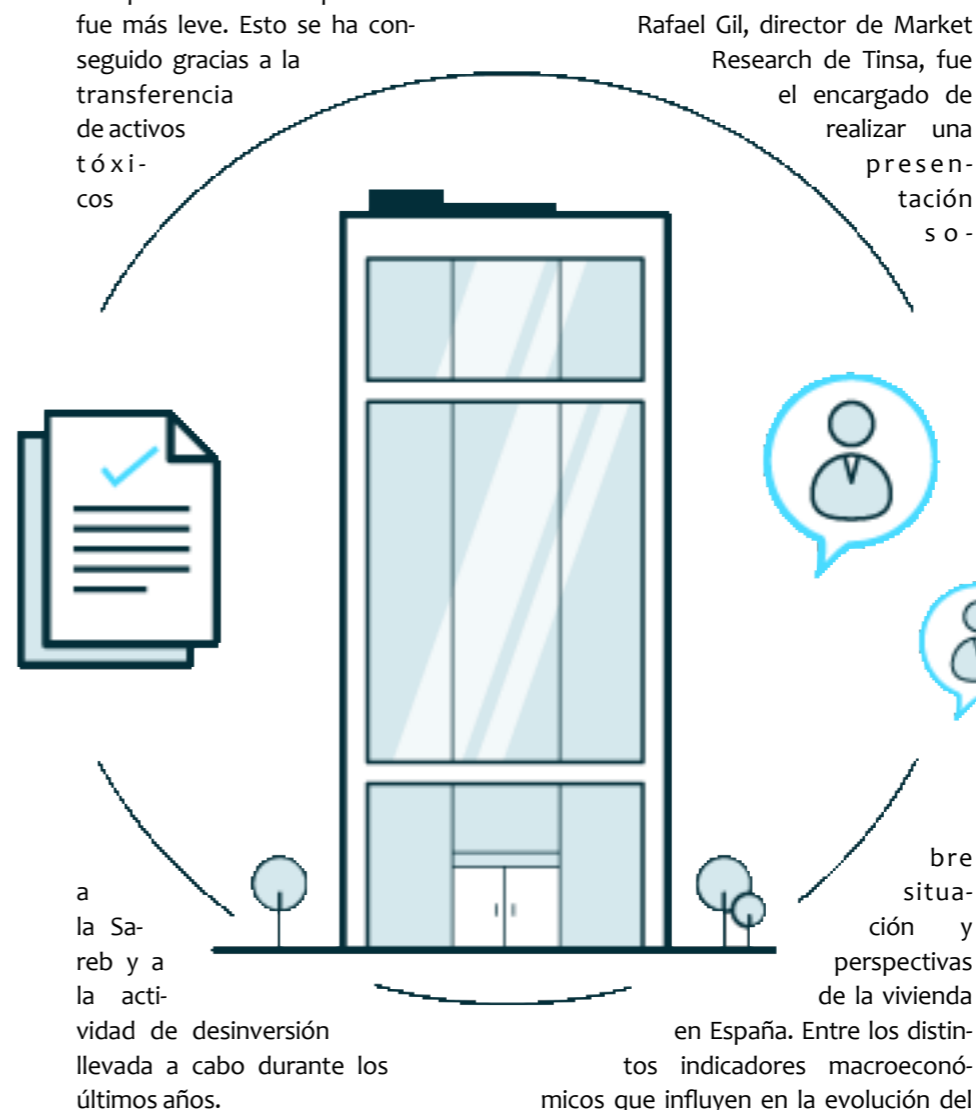 fue más leve. Esto se ha con-
seguido gracias a la
transferencia
de activos
tóxi-
cos
a
la Sa-
reb y a
la acti-
vidad de desinversión
llevada a cabo durante los
últimos años.
Rafael Gil, director de Market
Research de Tinsa, fue
el encargado de
realizar una
presen-
tación
so-
bre
situa-
ción y
perspectivas
de la vivienda
en España. Entre los distin-
tos indicadores macroeconó-
micos que influyen en la evolución del